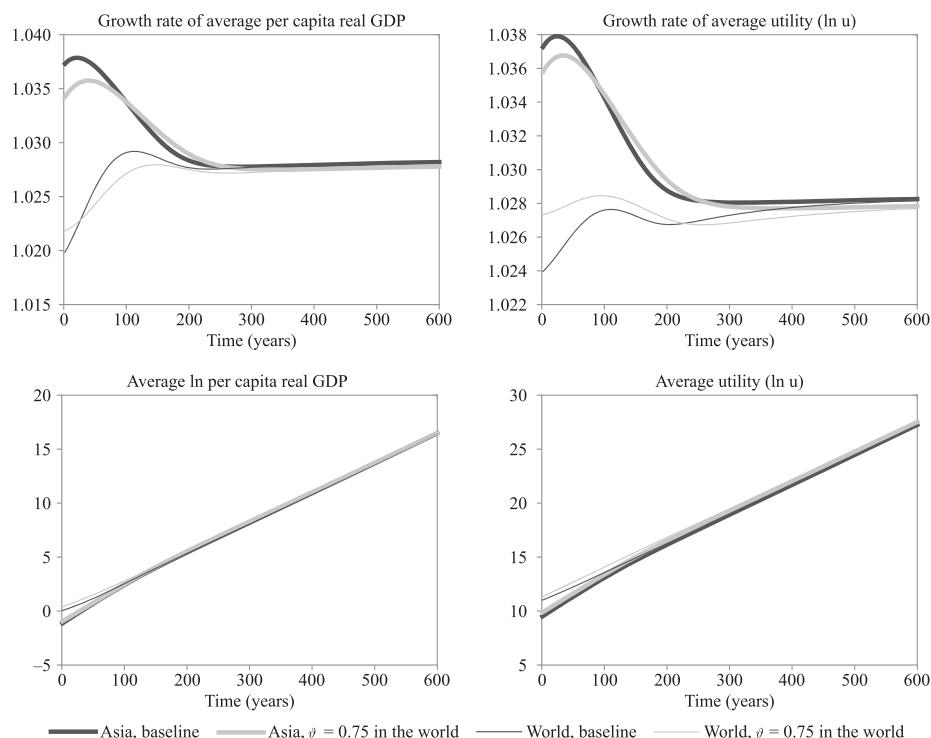 Growth rate of average per capita real GDP
1.040
1.035
1.030
1.025
1.020
1.015
0 100 200 300 400 500 600
Time (years)
Growth rate of average utility (ln u)
1.038
1.036
1.034
1.032
1.030
1.028
1.026
1.024
1.022
0 100 200 300 400 500 600
Time (years)
Average ln per capita real GDP
20
15
10
5
0
–5
0 100 200 300 400 500 600
Time (years)
Average utility (ln u)
30
25
20
15
10
5
0 100 200 300 400 500 600
Time (years)
Asia, baseline Asia, ϑ = 0.75 in the world World, baseline World, ϑ = 0.75 in the world